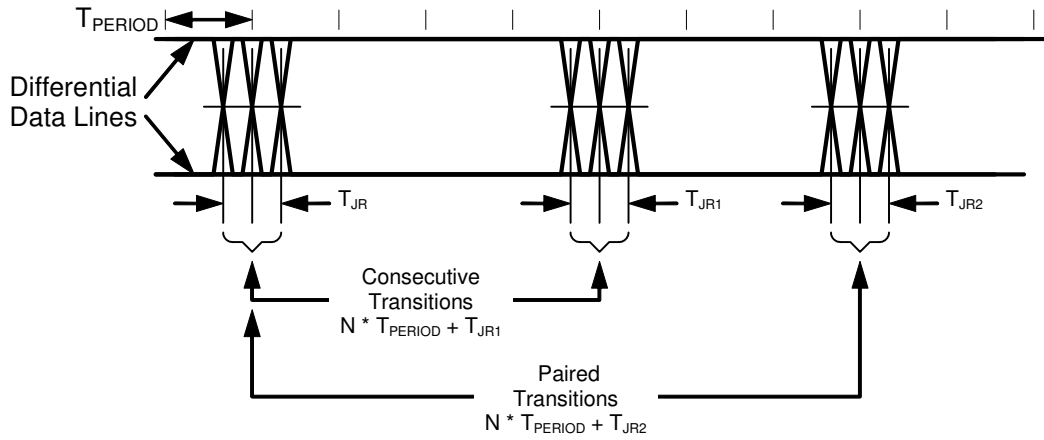 TPERIOD
Differential
Data Lines
TJR
TJR1
TJR2
Consecutive
Transitions
N * TPERIOD + TJR1
Paired
Transitions
N * TPERIOD + TJR2